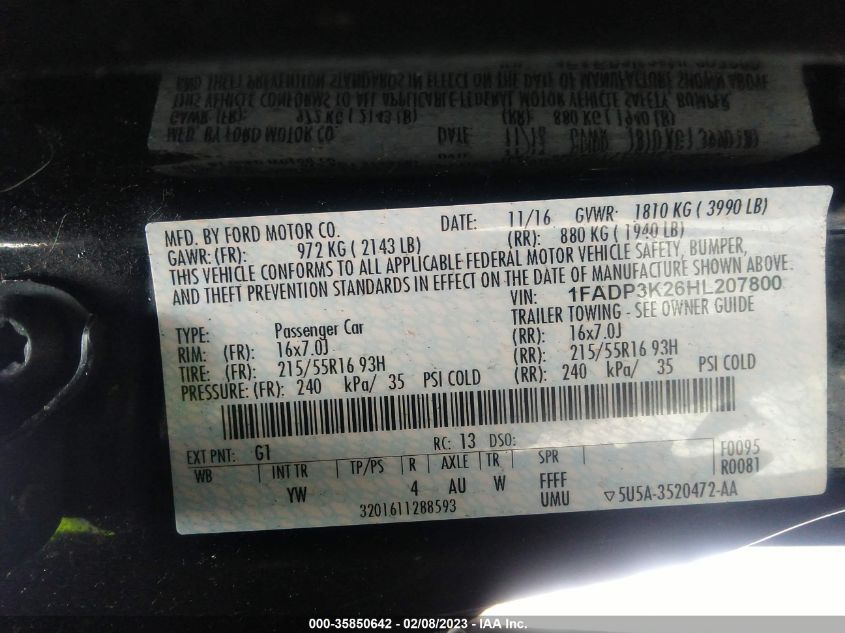 MFD. BY FORD MOTOR CO. DATE: 11/16 GVWR: 1810 KG ( 3990 LB)
GAWR: (FR): 972 KG ( 2143 LB) (RR): 880 KG ( 1940 LB)
THIS VEHICLE CONFORMS TO ALL APPLICABLE FEDERAL MOTOR VEHICLE SAFETY, BUMPER,
AND THEFT PREVENTION STANDARDS IN EFFECT ON THE DATE OF MANUFACTURE SHOWN ABOVE.
VIN: 1FADP3K26HL207800
TYPE: Passenger Car TRAILER TOWING - SEE OWNER GUIDE
RIM: (FR): 16x7.0J (RR): 16x7.0J
TIRE: (FR): 215/55R16 93H (RR): 215/55R16 93H
PRESSURE: (FR): 240 kPa/ 35 PSI COLD (RR): 240 kPa/ 35 PSI COLD
EXT PNT: G1 RC: 13 DSO: F0095
WB INT TR TP/PS R AXLE TR SPR R0081
YW 4 AU W FFFF
3201611288593 UMU ▽5U5A-3520472-AA
000-35850642 - 02/08/2023 - IAA Inc.